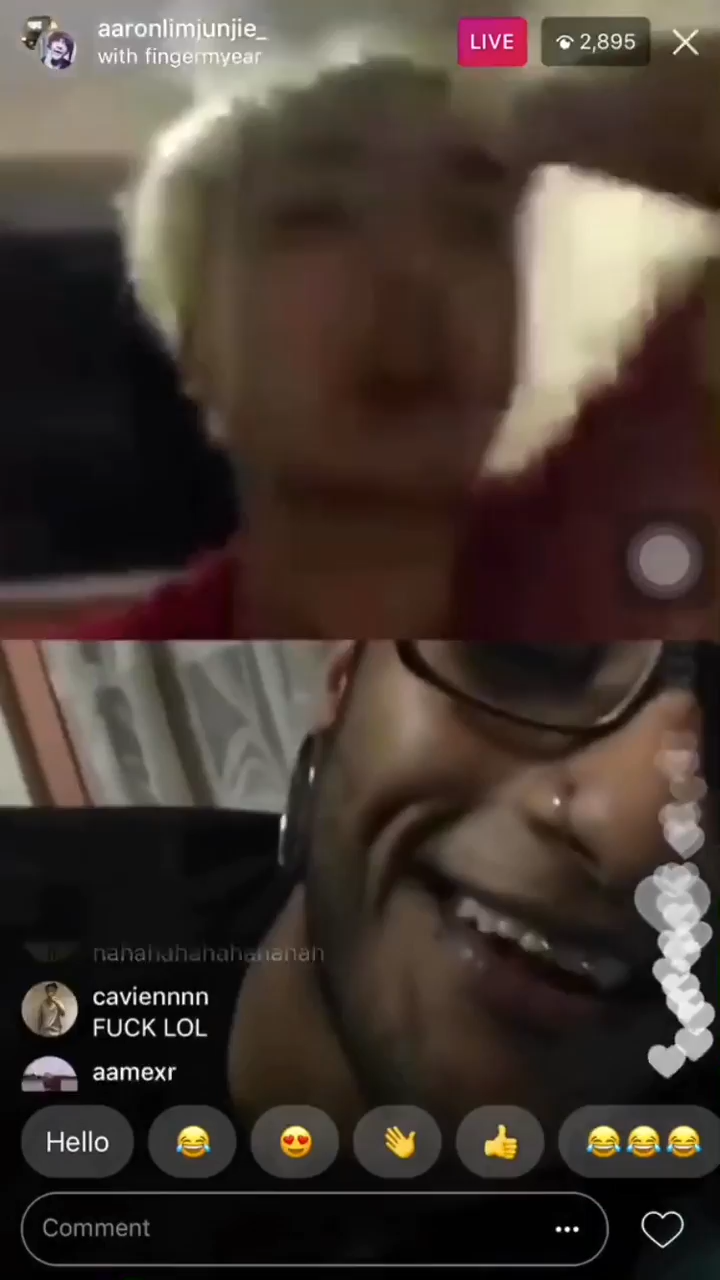 aaronlimjunjie_
with fingermyear
LIVE
2,895
hahahahahahahahah
caviennnn
FUCK LOL
aamexr
Hello
Comment